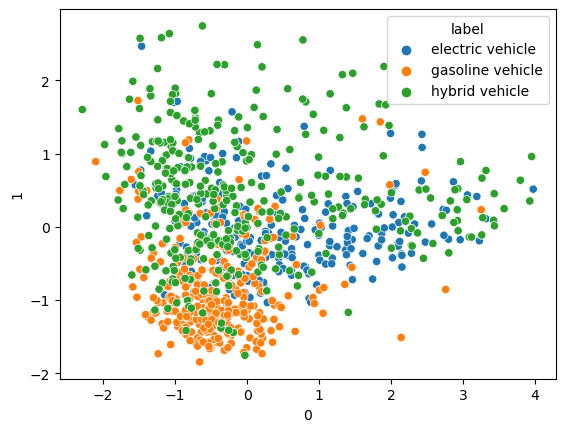 label
electric vehicle
gasoline vehicle
hybrid vehicle
2
1
0
−1
−2
1
−2 −1 0 1 2 3 4
0